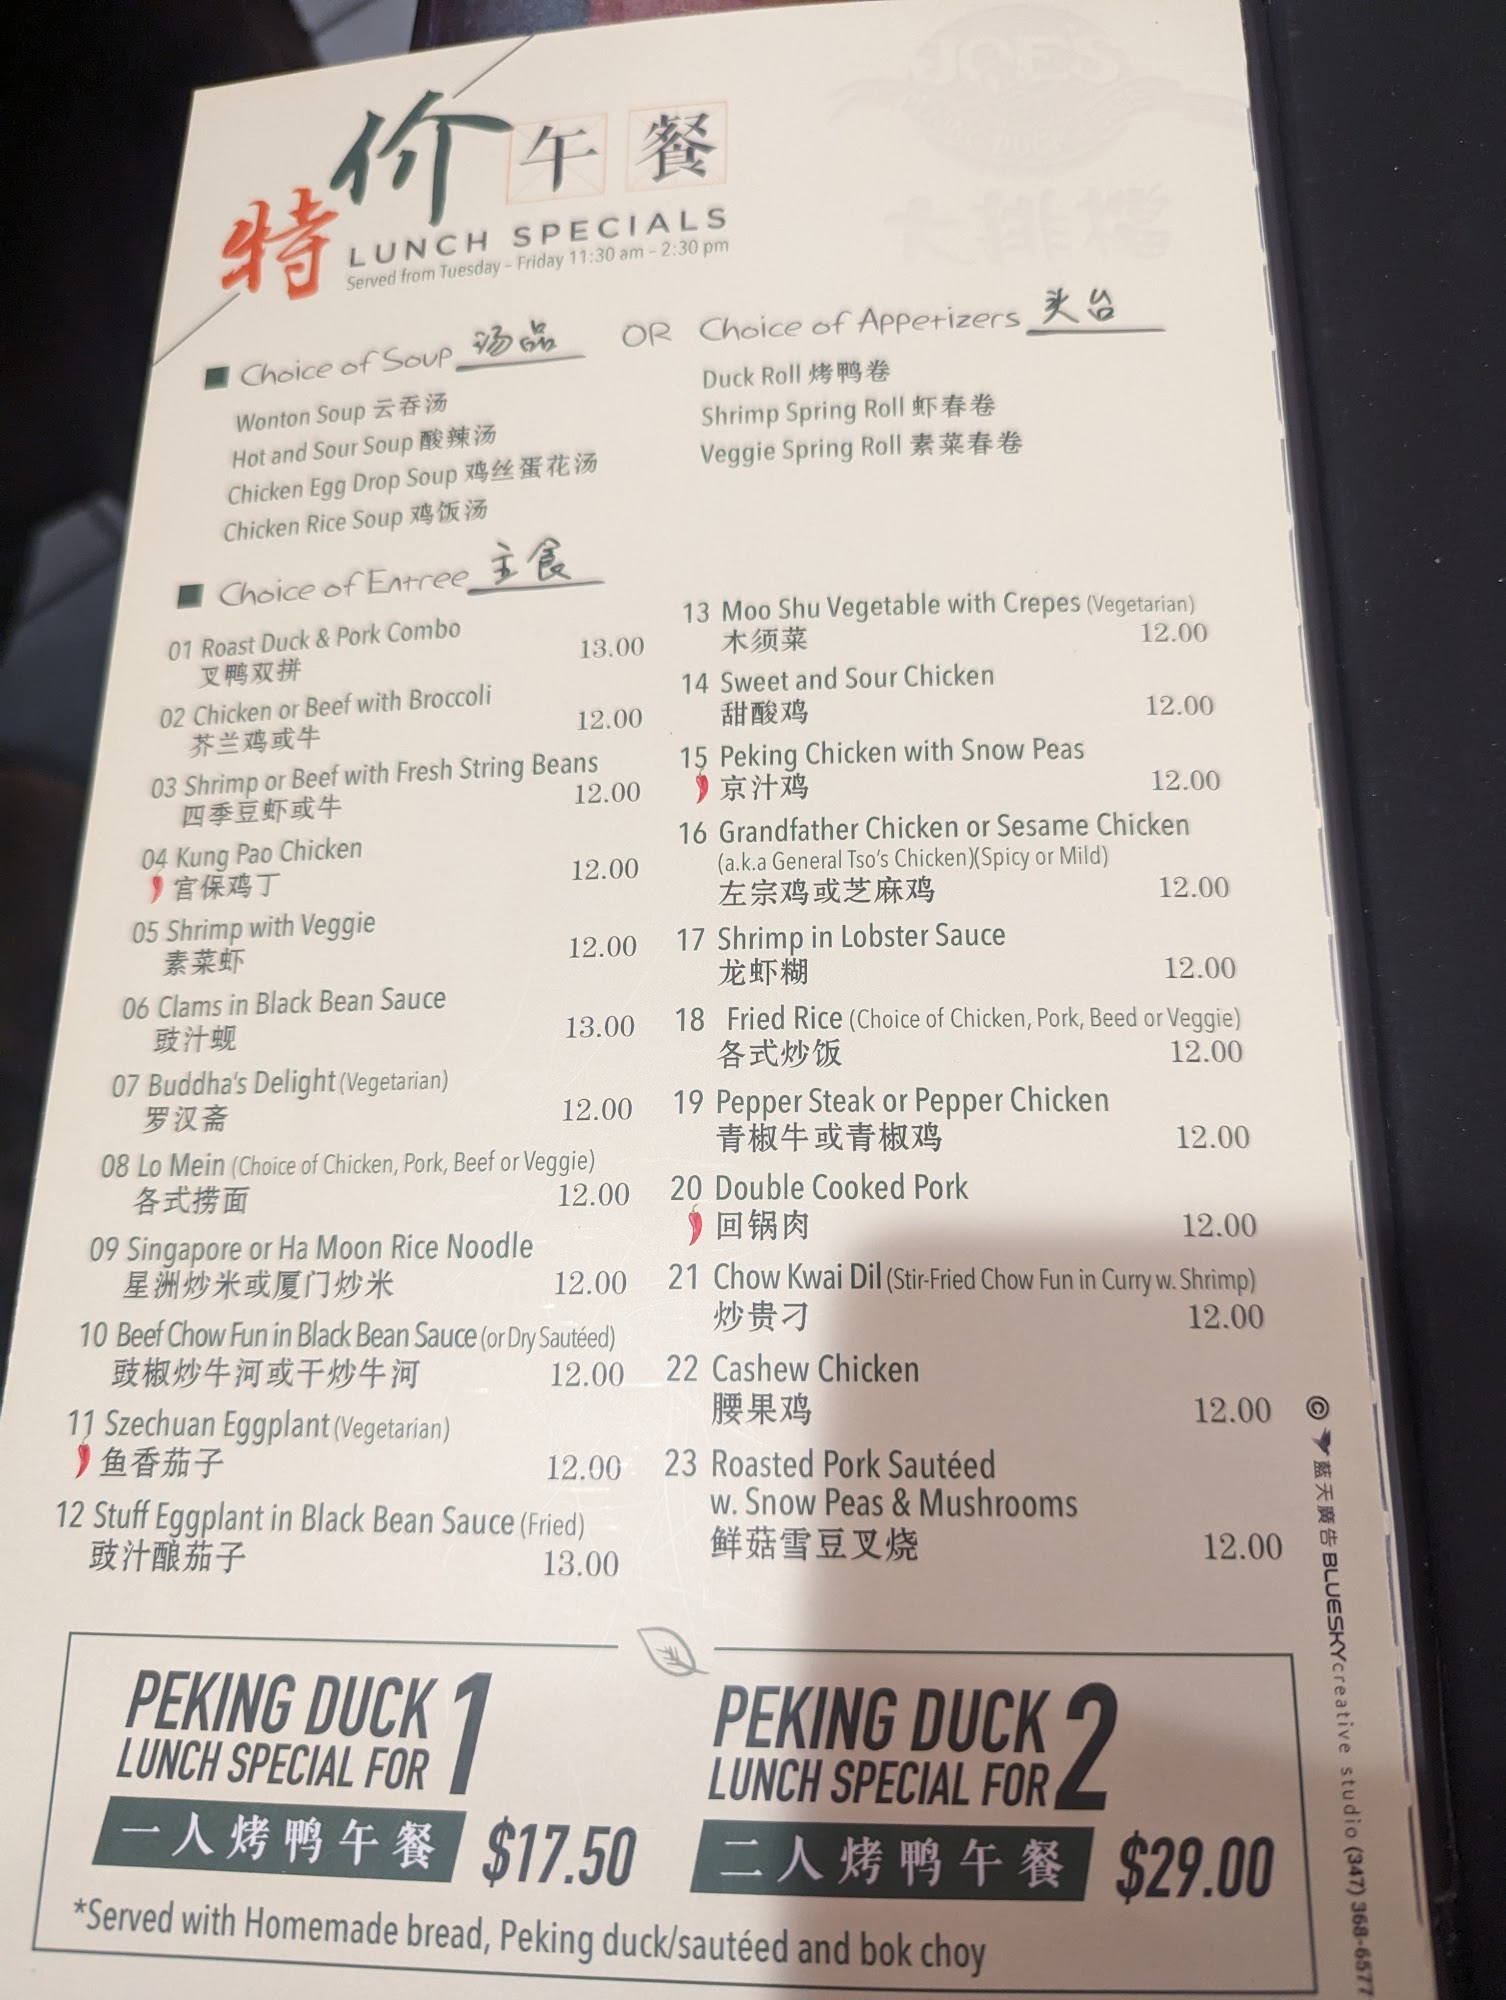 特价午餐
LUNCH SPECIALS
Served from Tuesday - Friday 11:30 am - 2:30 pm
Choice of Soup 汤品 OR Choice of Appetizers 头台
Wonton Soup 云吞汤
Hot and Sour Soup 酸辣汤
Chicken Egg Drop Soup 鸡丝蛋花汤
Chicken Rice Soup 鸡饭汤
Duck Roll 烤鸭卷
Shrimp Spring Roll 虾春卷
Veggie Spring Roll 素菜春卷
Choice of Entree 主食
01 Roast Duck & Pork Combo
叉鸭双拼 13.00
02 Chicken or Beef with Broccoli
芥兰鸡或牛 12.00
03 Shrimp or Beef with Fresh String Beans
四季豆虾或牛 12.00
04 Kung Pao Chicken
宫保鸡丁 12.00
05 Shrimp with Veggie
素菜虾 12.00
06 Clams in Black Bean Sauce
豉汁蚬 13.00
07 Buddha's Delight (Vegetarian)
罗汉斋 12.00
08 Lo Mein (Choice of Chicken, Pork, Beef or Veggie)
各式捞面 12.00
09 Singapore or Ha Moon Rice Noodle
星洲炒米或厦门炒米 12.00
10 Beef Chow Fun in Black Bean Sauce (or Dry Sautéed)
豉椒炒牛河或干炒牛河 12.00
11 Szechuan Eggplant (Vegetarian)
鱼香茄子 12.00
12 Stuff Eggplant in Black Bean Sauce (Fried)
豉汁酿茄子 13.00
13 Moo Shu Vegetable with Crepes (Vegetarian)
木须菜 12.00
14 Sweet and Sour Chicken
甜酸鸡 12.00
15 Peking Chicken with Snow Peas
京汁鸡 12.00
16 Grandfather Chicken or Sesame Chicken
(a.k.a General Tso's Chicken)(Spicy or Mild)
左宗鸡或芝麻鸡 12.00
17 Shrimp in Lobster Sauce
龙虾糊 12.00
18 Fried Rice (Choice of Chicken, Pork, Beed or Veggie)
各式炒饭 12.00
19 Pepper Steak or Pepper Chicken
青椒牛或青椒鸡 12.00
20 Double Cooked Pork
回锅肉 12.00
21 Chow Kwai Dil (Stir-Fried Chow Fun in Curry w. Shrimp)
炒贵刁 12.00
22 Cashew Chicken
腰果鸡 12.00
23 Roasted Pork Sautéed
w. Snow Peas & Mushrooms
鲜菇雪豆叉烧 12.00
PEKING DUCK
LUNCH SPECIAL FOR 1
一人烤鸭午餐 $17.50
PEKING DUCK
LUNCH SPECIAL FOR 2
二人烤鸭午餐 $29.00
*Served with Homemade bread, Peking duck/sautéed and bok choy
© 藍天廣告 BLUESKY creative studio (347) 368-6577